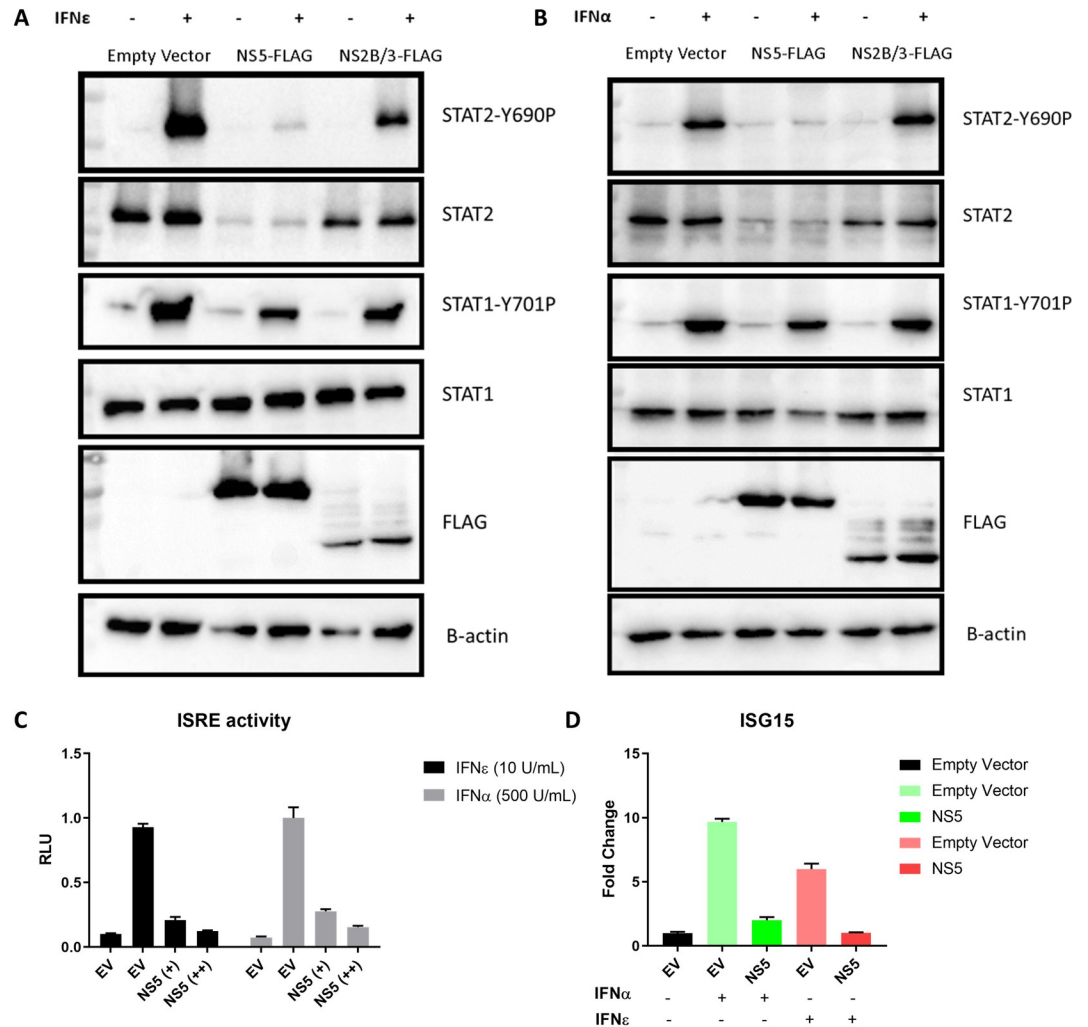 A IFNε - + - + - +
Empty Vector NS5-FLAG NS2B/3-FLAG
STAT2-Y690P
STAT2
STAT1-Y701P
STAT1
FLAG
B-actin
B IFNα - + - + - +
Empty Vector NS5-FLAG NS2B/3-FLAG
STAT2-Y690P
STAT2
STAT1-Y701P
STAT1
FLAG
B-actin
C ISRE activity
1.5
1.0
0.5
0.0
RLU
EV EV NS5 (+) NS5 (++) EV EV NS5 (+) NS5 (++)
IFNε (10 U/mL)
IFNα (500 U/mL)
D ISG15
15
10
5
0
Fold Change
EV EV NS5 EV NS5
IFNα - + + - -
IFNε - - - + +
Empty Vector
Empty Vector
NS5
Empty Vector
NS5